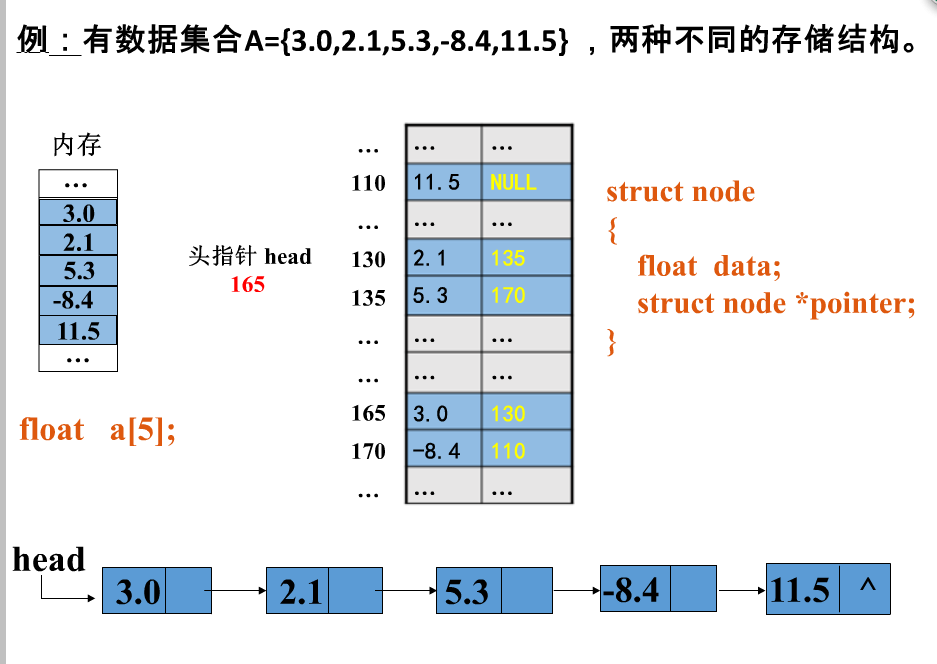 例：有数据集合A={3.0,2.1,5.3,-8.4,11.5} ，两种不同的存储结构。
内存
…
3.0
2.1
5.3
-8.4
11.5
…
float a[5];
头指针 head
165
… … …
110 11.5 NULL
… … …
130 2.1 135
135 5.3 170
… … …
… … …
165 3.0 130
170 -8.4 110
… … …
struct node
{
float data;
struct node *pointer;
}
head
3.0 2.1 5.3 -8.4 11.5 ^